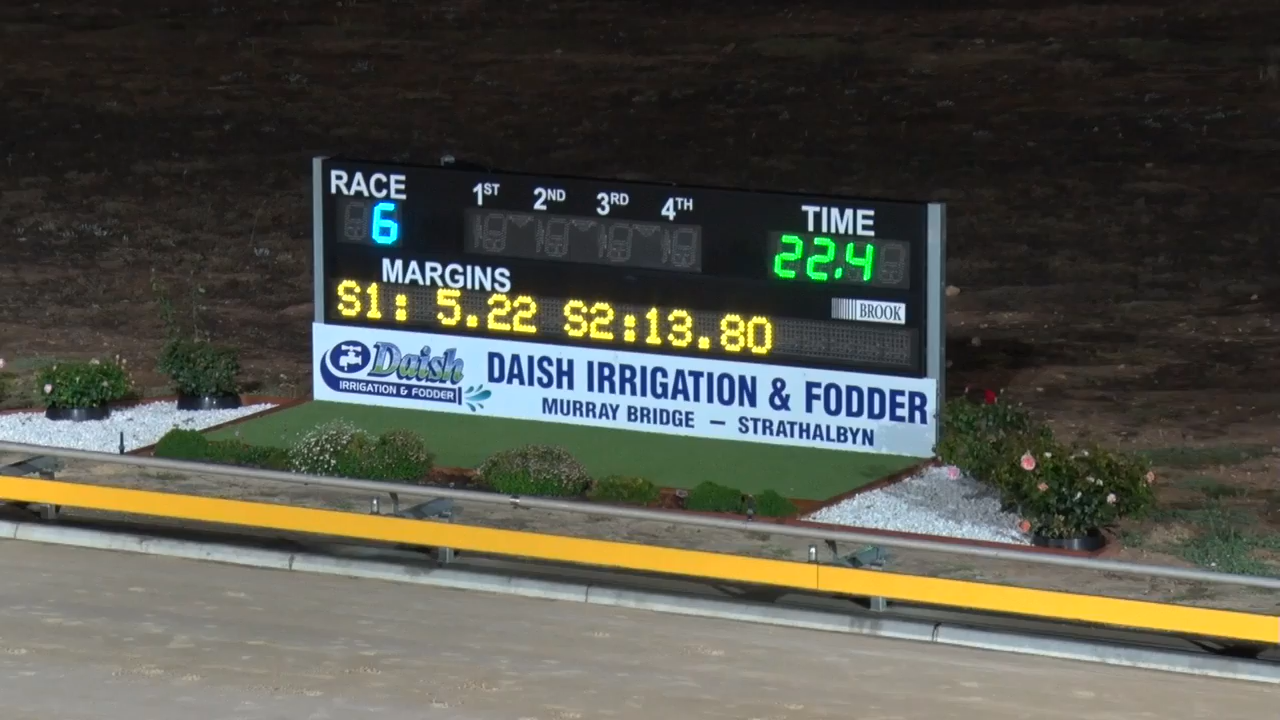 RACE 1ST 2ND 3RD 4TH TIME
6 22.4
MARGINS
S1: 5.22 S2:13.80
BROOK
Daish
IRRIGATION & FODDER
DAISH IRRIGATION & FODDER
MURRAY BRIDGE – STRATHALBYN